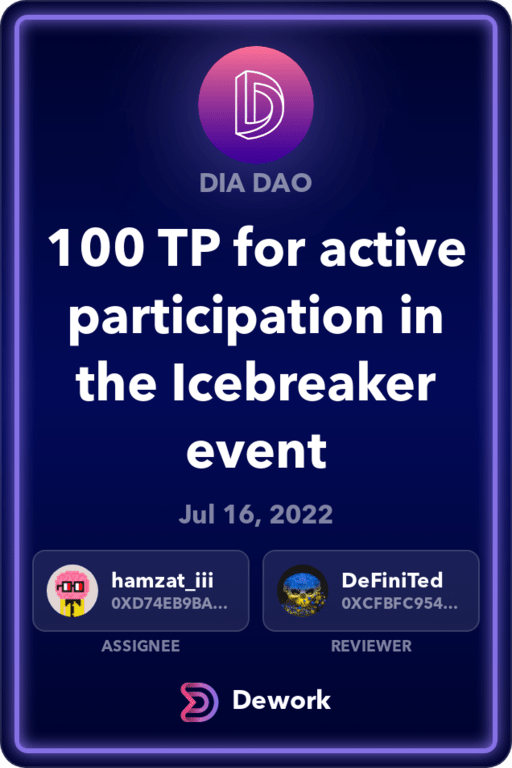 DIA DAO
100 TP for active
participation in
the Icebreaker
event
Jul 16, 2022
hamzat_iii
0XD74EB9BA...
ASSIGNEE
DeFiniTed
0XCFBFC954...
REVIEWER
Dework